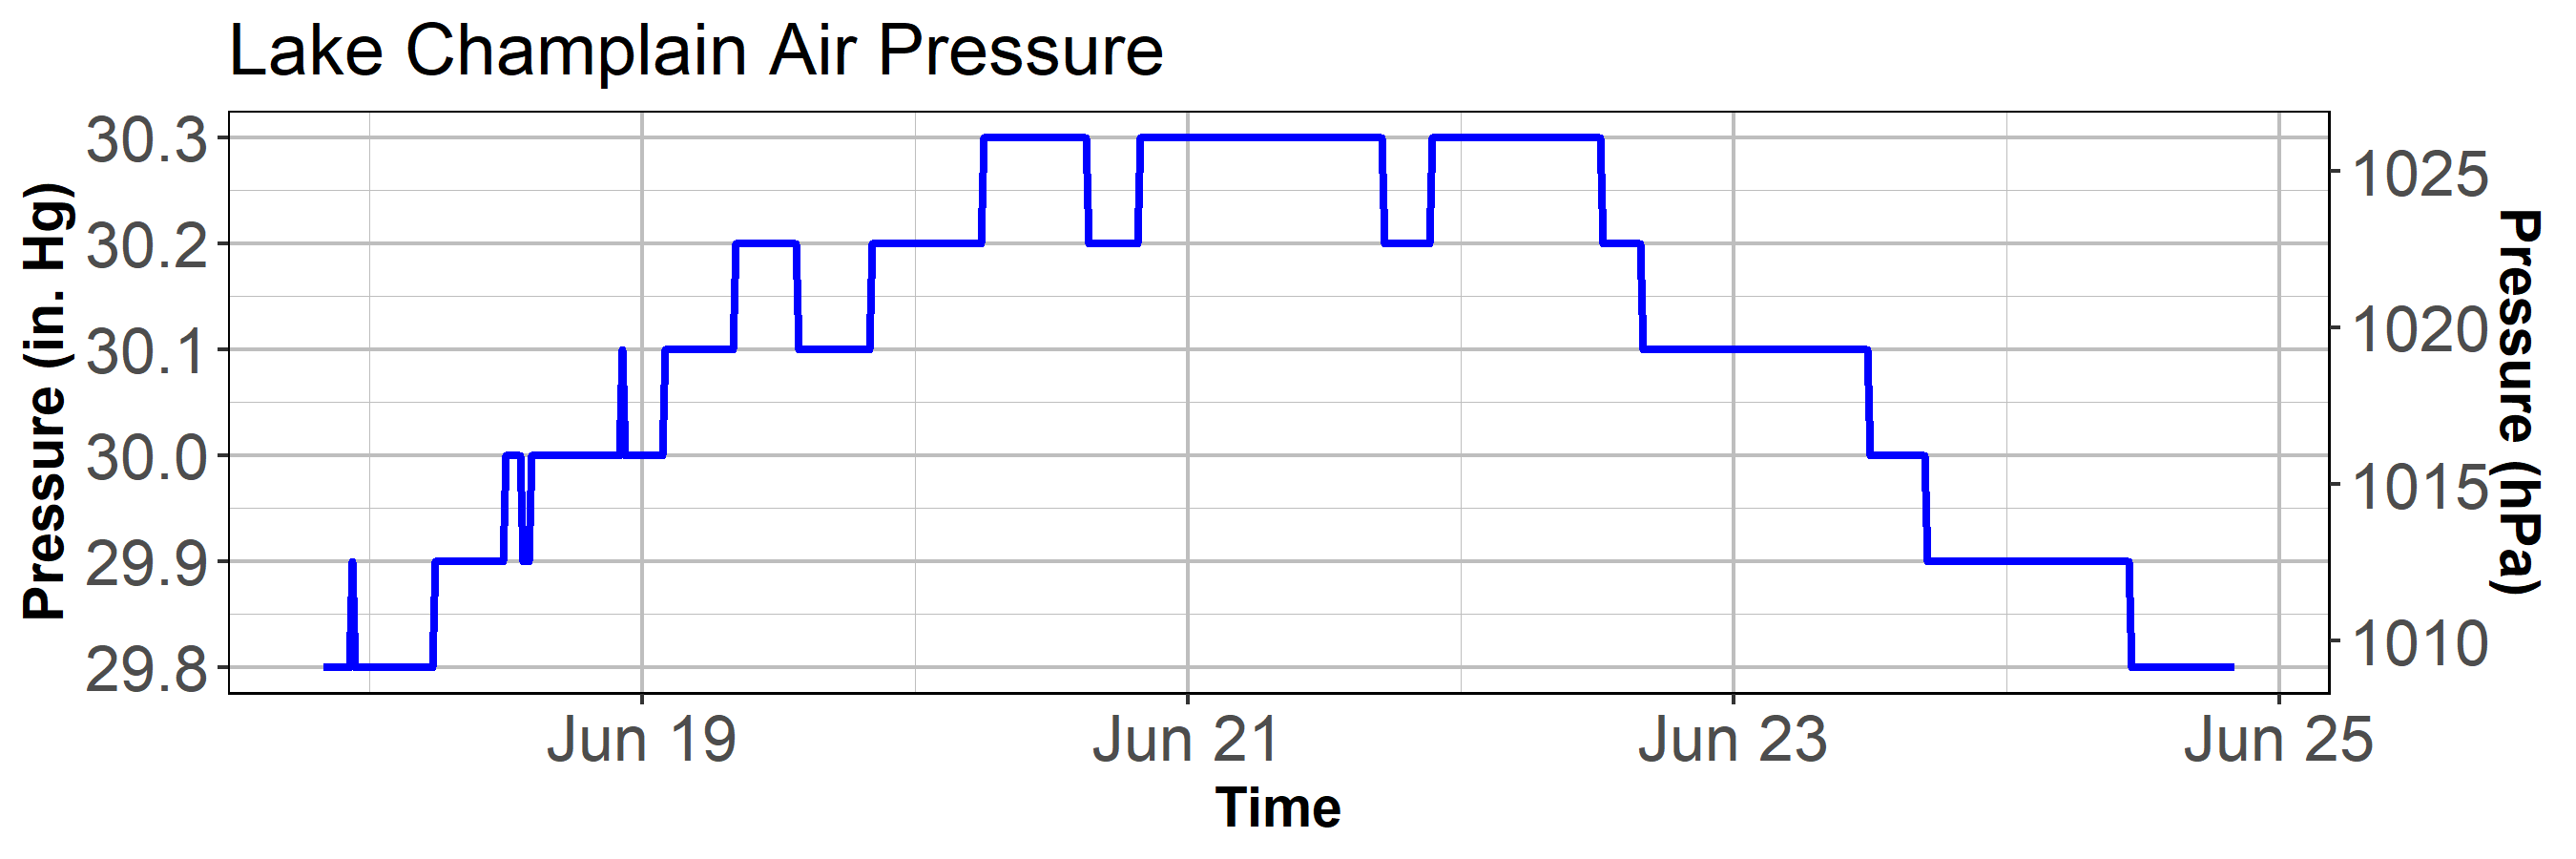 Lake Champlain Air Pressure
Pressure (in. Hg)
30.3
30.2
30.1
30.0
29.9
29.8
1025
1020
1015
1010
Pressure (hPa)
Jun 19 Jun 21 Jun 23 Jun 25
Time